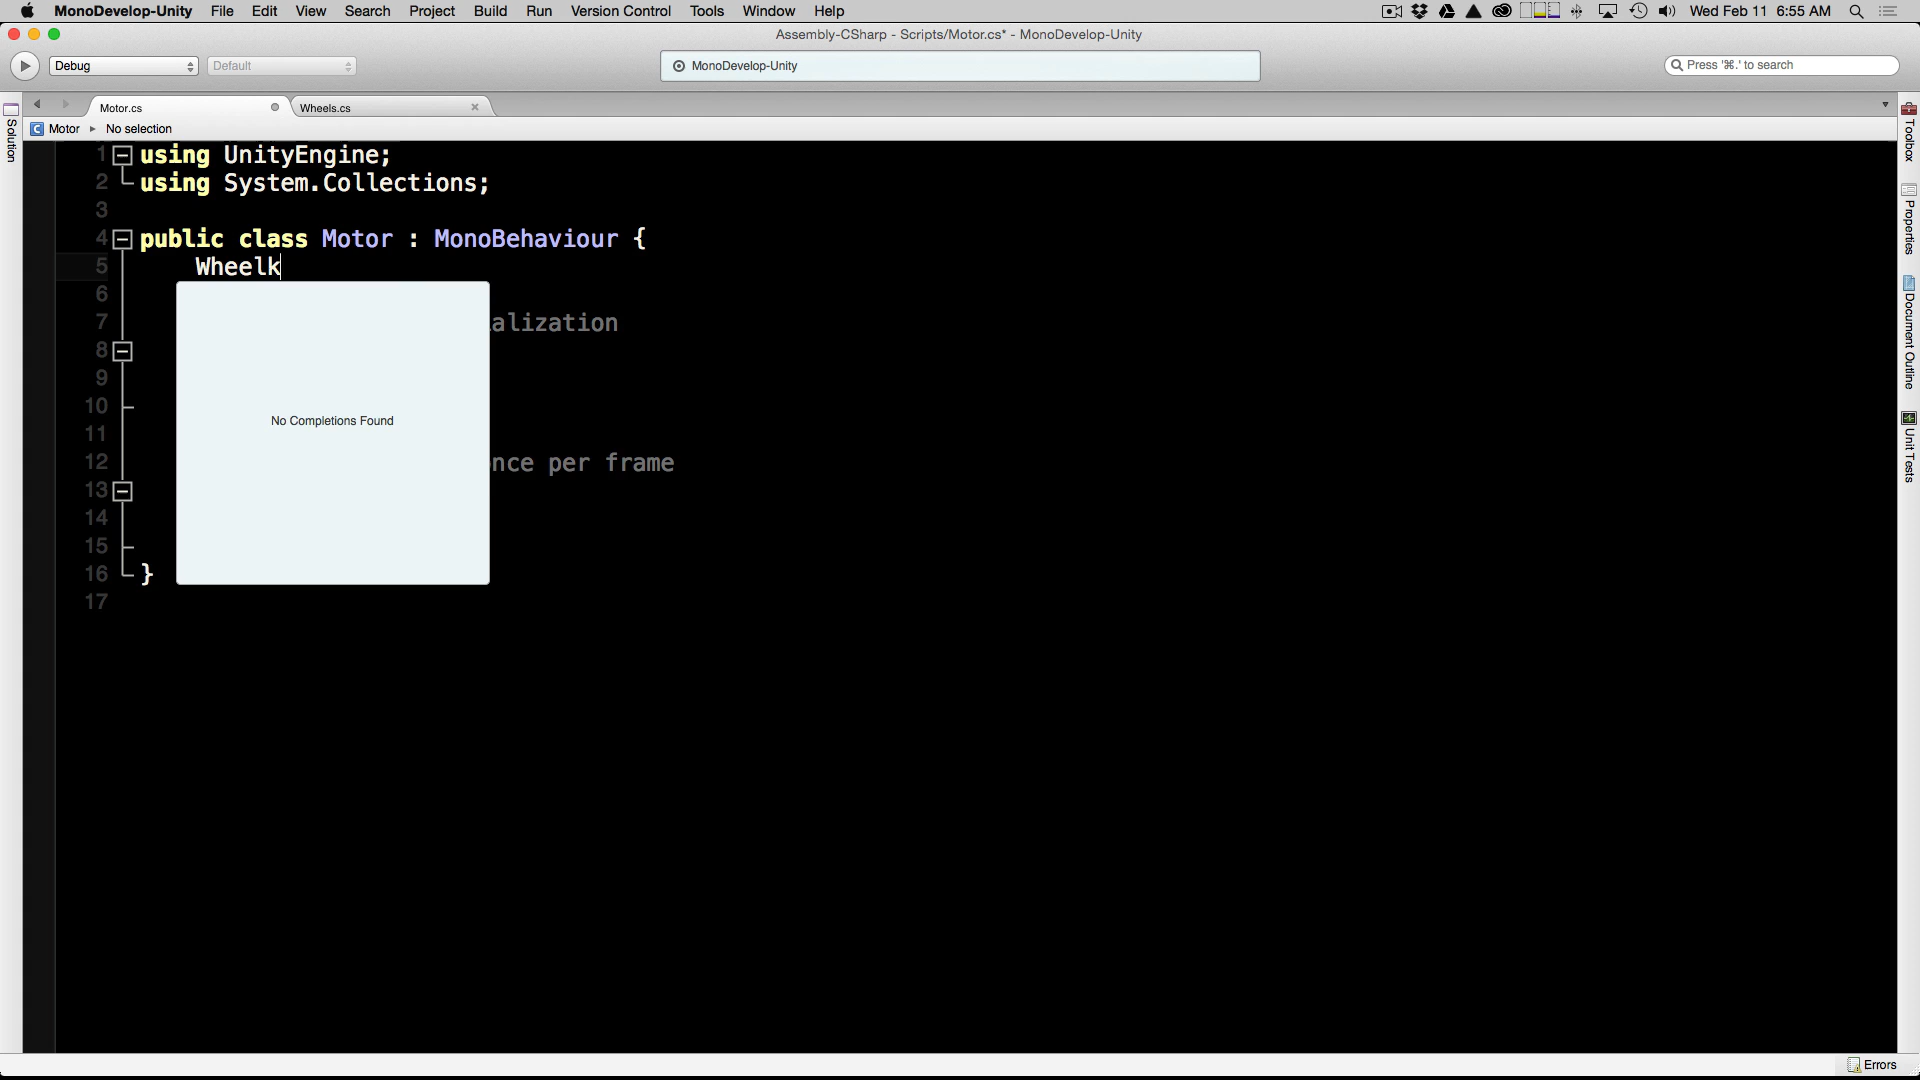 MonoDevelop-Unity File Edit View Search Project Build Run Version Control Tools Window Help Wed Feb 11 6:55 AM
Assembly-CSharp - Scripts/Motor.cs* - MonoDevelop-Unity
Debug Default MonoDevelop-Unity Press '⌘.' to search
Motor.cs Wheels.cs
Motor No selection
Solution
Toolbox
Properties
Document Outline
Unit Tests
1 using UnityEngine;
2 using System.Collections;
3
4 public class Motor : MonoBehaviour {
5 Wheelk
6
7 alization
8
9
10
No Completions Found
11
12 once per frame
13
14
15
16 }
17
Errors